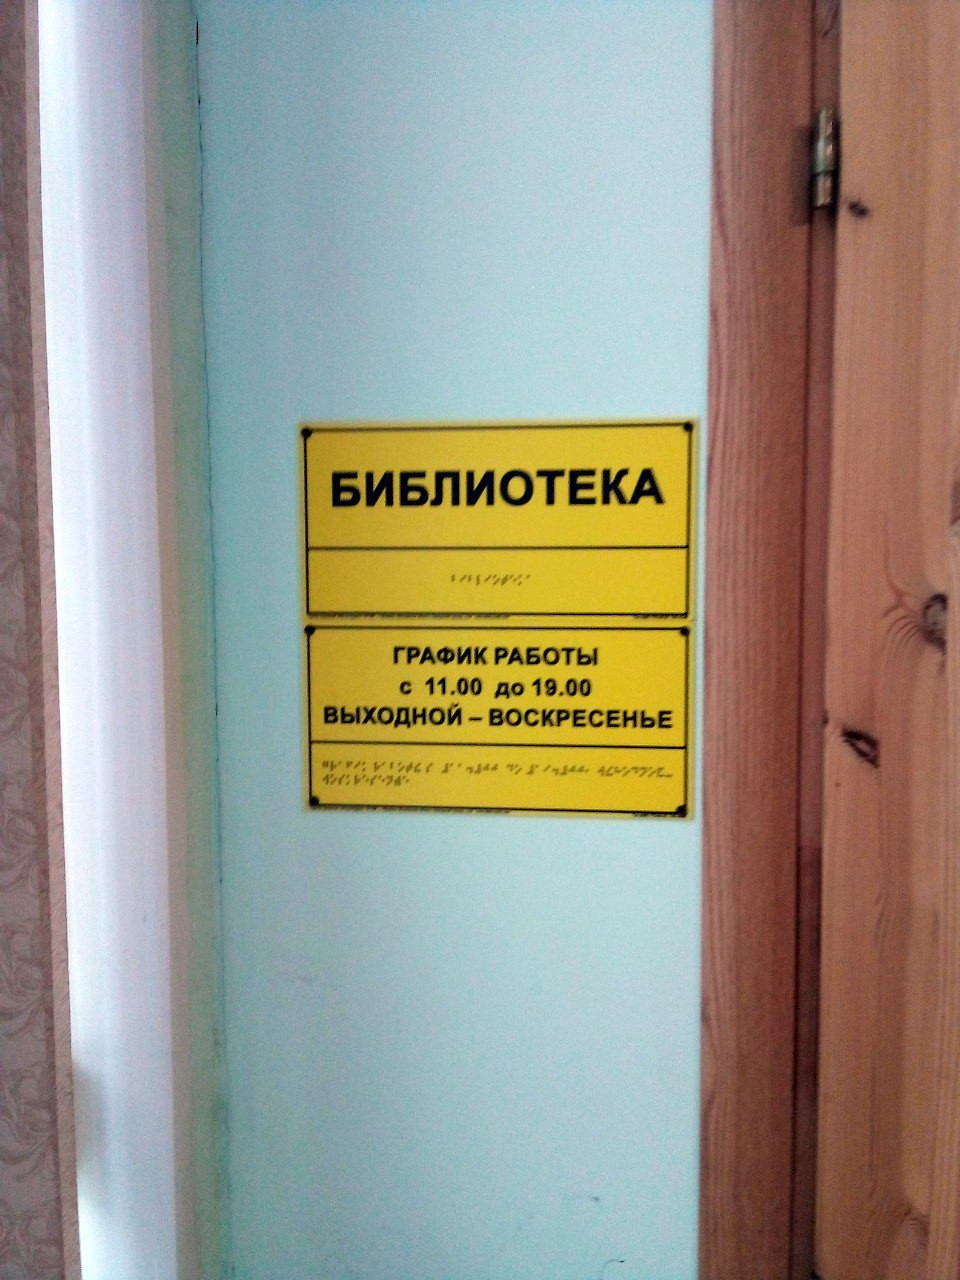 БИБЛИОТЕКА
ГРАФИК РАБОТЫ
с 11.00 до 19.00
ВЫХОДНОЙ – ВОСКРЕСЕНЬЕ